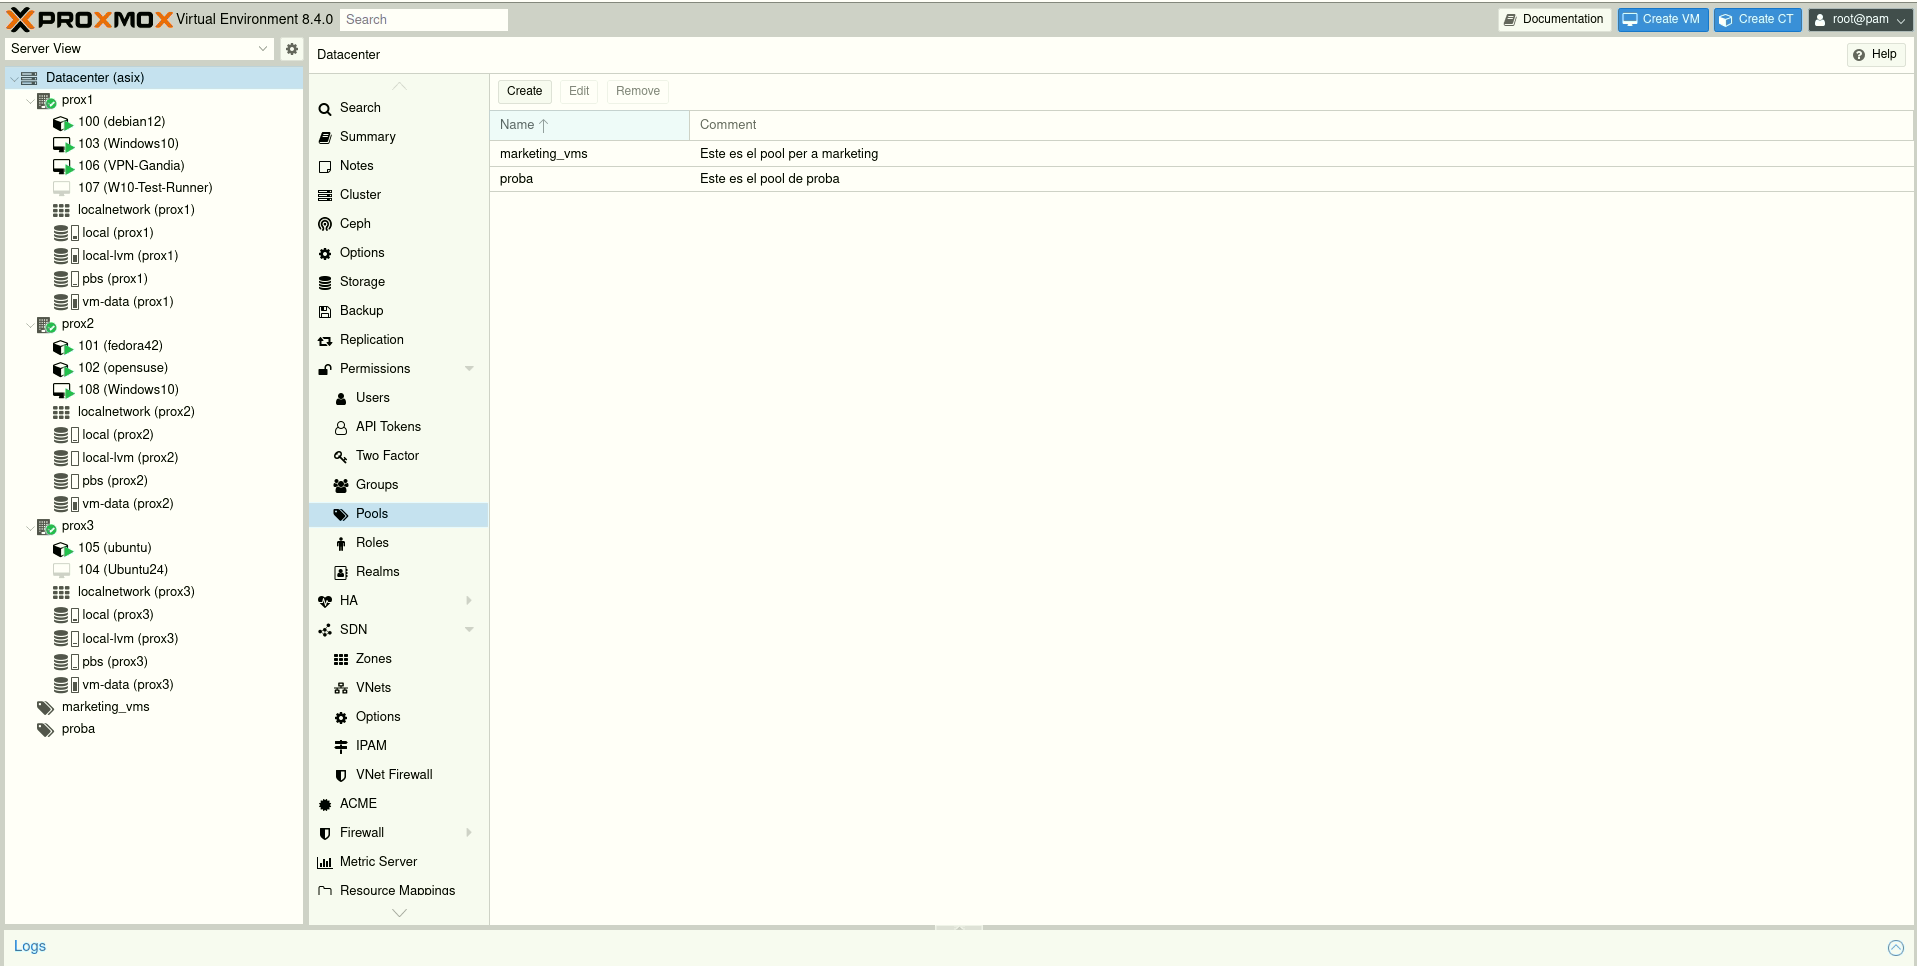 PROXMOX Virtual Environment 8.4.0 Search Documentation Create VM Create CT root@pam
Server View
Datacenter
Help
Datacenter (asix)
prox1
100 (debian12)
103 (Windows10)
106 (VPN-Gandia)
107 (W10-Test-Runner)
localnetwork (prox1)
local (prox1)
local-lvm (prox1)
pbs (prox1)
vm-data (prox1)
prox2
101 (fedora42)
102 (opensuse)
108 (Windows10)
localnetwork (prox2)
local (prox2)
local-lvm (prox2)
pbs (prox2)
vm-data (prox2)
prox3
105 (ubuntu)
104 (Ubuntu24)
localnetwork (prox3)
local (prox3)
local-lvm (prox3)
pbs (prox3)
vm-data (prox3)
marketing_vms
proba
Search
Summary
Notes
Cluster
Ceph
Options
Storage
Backup
Replication
Permissions
Users
API Tokens
Two Factor
Groups
Pools
Roles
Realms
HA
SDN
Zones
VNets
Options
IPAM
VNet Firewall
ACME
Firewall
Metric Server
Resource Mappings
Create Edit Remove
Name Comment
marketing_vms Este es el pool per a marketing
proba Este es el pool de proba
Logs